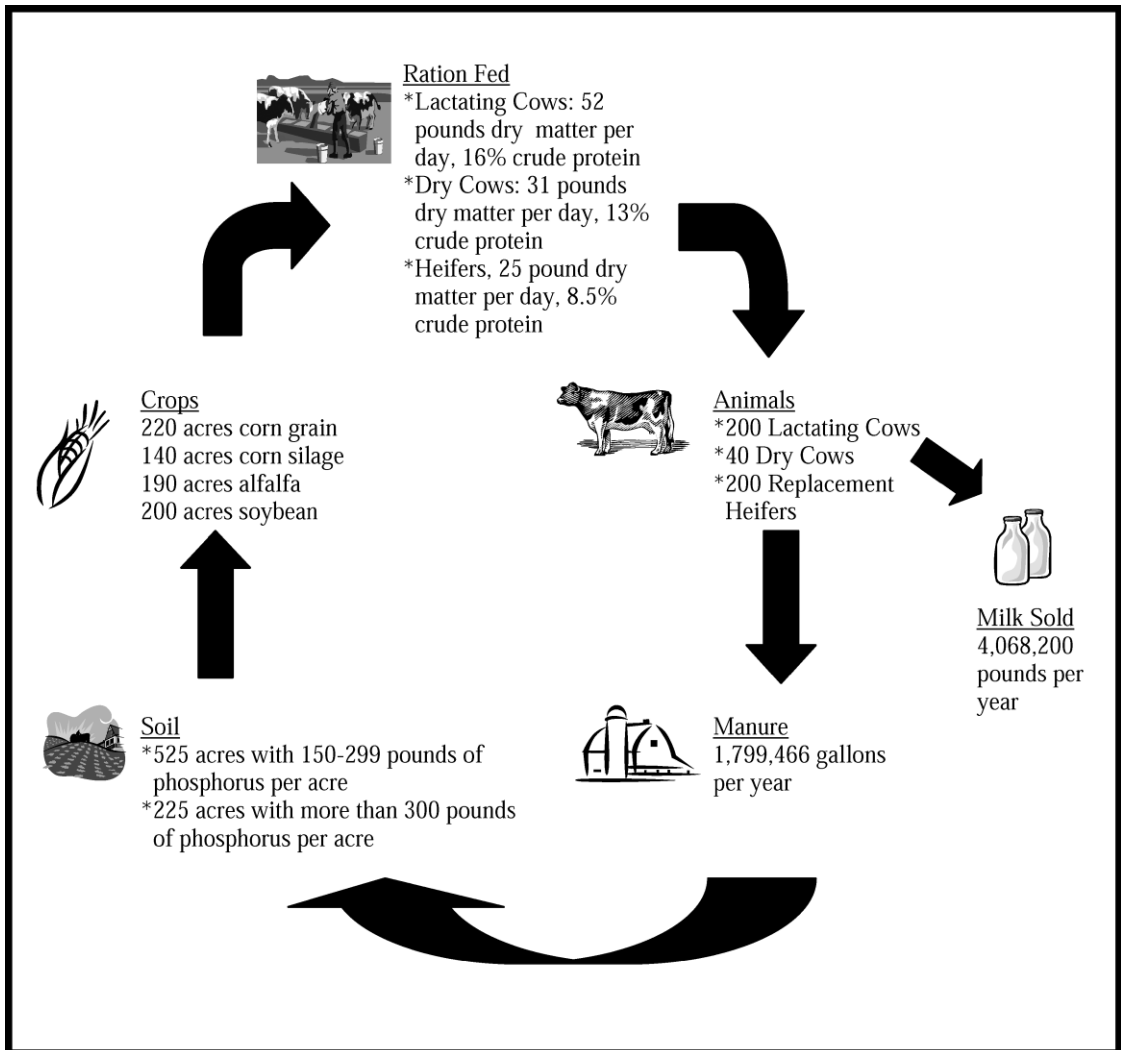 Ration Fed
*Lactating Cows: 52
pounds dry matter per
day, 16% crude protein
*Dry Cows: 31 pounds
dry matter per day, 13%
crude protein
*Heifers, 25 pound dry
matter per day, 8.5%
crude protein
Crops
220 acres corn grain
140 acres corn silage
190 acres alfalfa
200 acres soybean
Animals
*200 Lactating Cows
*40 Dry Cows
*200 Replacement
Heifers
Milk Sold
4,068,200
pounds per
year
Soil
*525 acres with 150-299 pounds of
phosphorus per acre
*225 acres with more than 300 pounds
of phosphorus per acre
Manure
1,799,466 gallons
per year